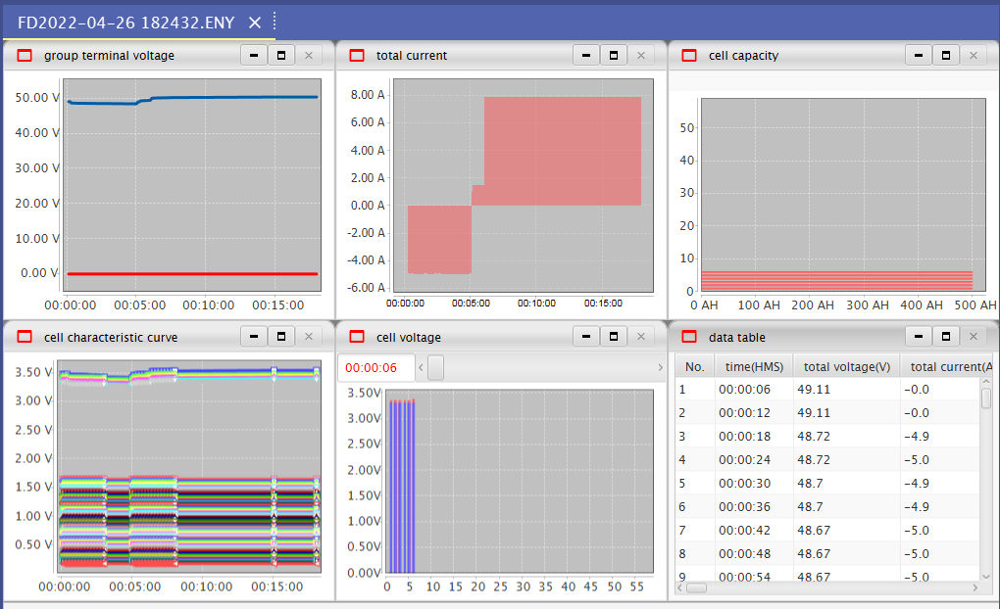 FD2022-04-26 182432.ENY
group terminal voltage
50.00 V
40.00 V
30.00 V
20.00 V
10.00 V
0.00 V
00:00:00 00:05:00 00:10:00 00:15:00
total current
8.00 A
6.00 A
4.00 A
2.00 A
0.00 A
-2.00 A
-4.00 A
-6.00 A
00:00:00 00:05:00 00:10:00 00:15:00
cell capacity
50
40
30
20
10
0
0 AH 100 AH 200 AH 300 AH 400 AH 500 AH
cell characteristic curve
3.50 V
3.00 V
2.50 V
2.00 V
1.50 V
1.00 V
0.50 V
00:00:00 00:05:00 00:10:00 00:15:00
cell voltage
00:00:06
3.50V
3.00V
2.50V
2.00V
1.50V
1.00V
0.50V
0.00V
0 5 10 15 20 25 30 35 40 45 50 55
data table
No. time(HMS) total voltage(V) total current(A
1 00:00:06 49.11 -0.0
2 00:00:12 49.11 -0.0
3 00:00:18 48.72 -4.9
4 00:00:24 48.72 -5.0
5 00:00:30 48.7 -4.9
6 00:00:36 48.7 -4.9
7 00:00:42 48.67 -5.0
8 00:00:48 48.67 -5.0
9 00:00:54 48.67 -5.0